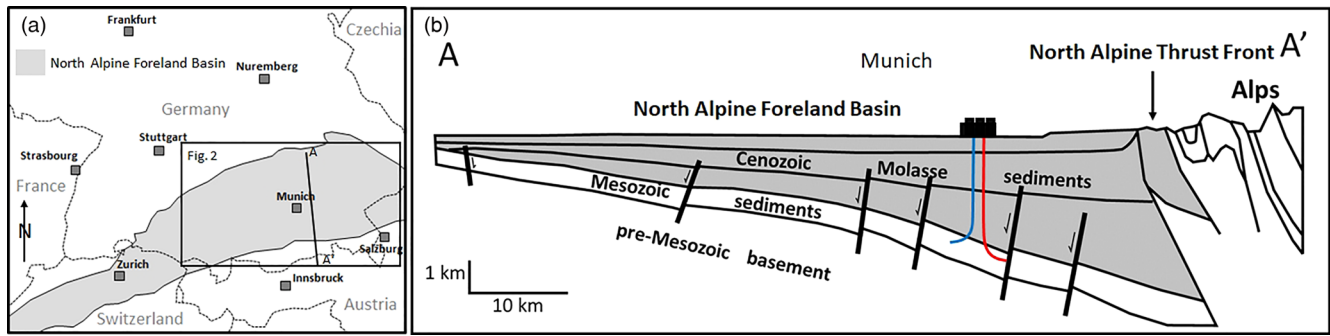 (a)
Frankfurt
Czechia
North Alpine Foreland Basin
Nuremberg
Germany
Stuttgart
Strasbourg
Fig. 2
A
France
Munich
N
A'
Salzburg
Zurich
Innsbruck
Switzerland
Austria
(b)
A
Munich
North Alpine Thrust Front
A'
Alps
North Alpine Foreland Basin
Cenozoic Molasse sediments
Mesozoic sediments
pre-Mesozoic basement
1 km
10 km